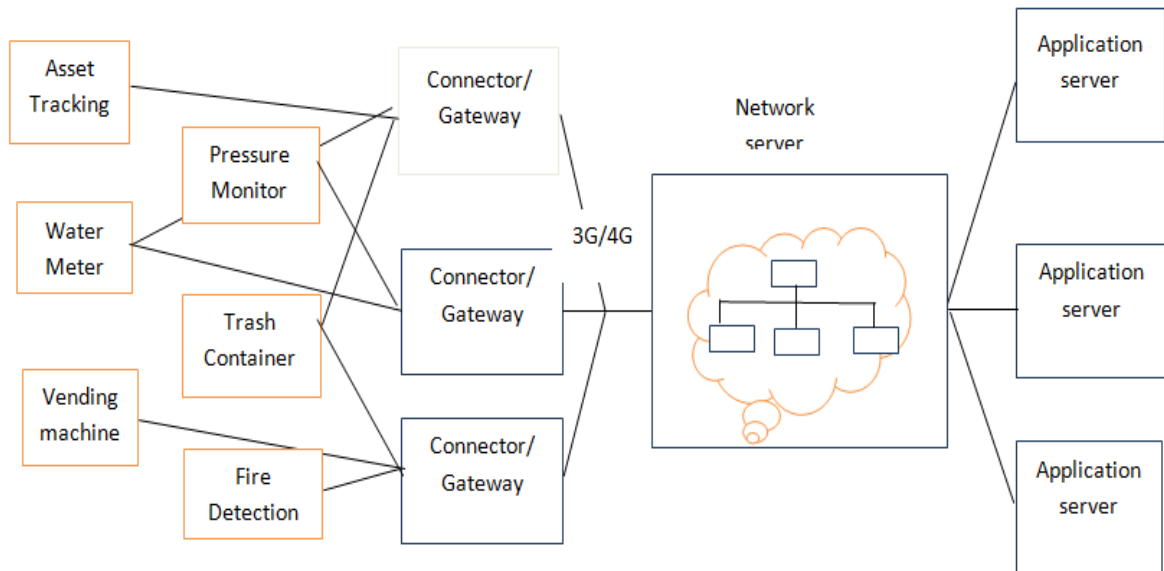 Asset
Tracking
Pressure
Monitor
Water
Meter
Trash
Container
Vending
machine
Fire
Detection
Connector/
Gateway
Connector/
Gateway
Connector/
Gateway
3G/4G
Network
server
Application
server
Application
server
Application
server